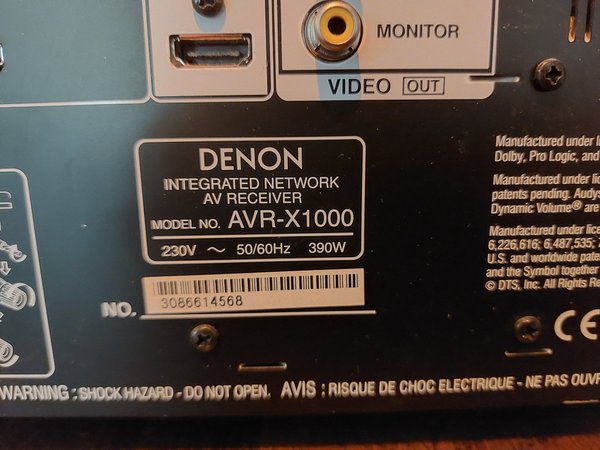 MONITOR
VIDEO OUT
DENON
INTEGRATED NETWORK
AV RECEIVER
MODEL NO. AVR-X1000
230V ~ 50/60Hz 390W
NO. 3086614568
Manufactured under
Dolby, Pro Logic, and
Manufactured under
patents pending. Audys
Dynamic Volume® are
Manufactured under
6,226,616; 6,487,535; 7
U.S. and worldwide
and the Symbol together
© DTS, Inc. All Rights
CE
WARNING : SHOCK HAZARD - DO NOT OPEN. AVIS : RISQUE DE CHOC ELECTRIQUE - NE PAS OUVR